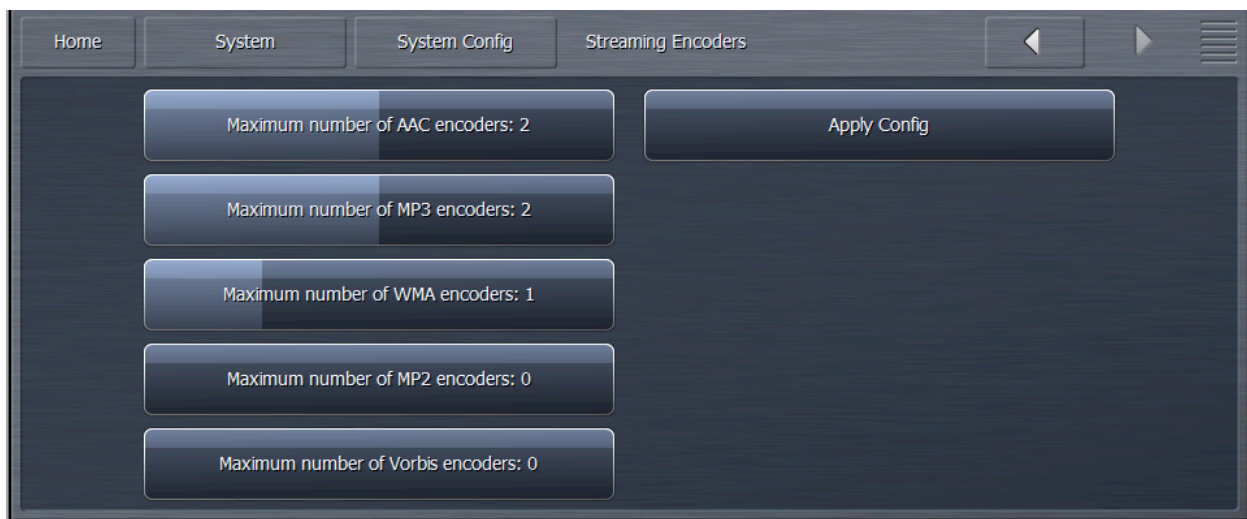 Home
System
System Config
Streaming Encoders
Maximum number of AAC encoders: 2
Apply Config
Maximum number of MP3 encoders: 2
Maximum number of WMA encoders: 1
Maximum number of MP2 encoders: 0
Maximum number of Vorbis encoders: 0